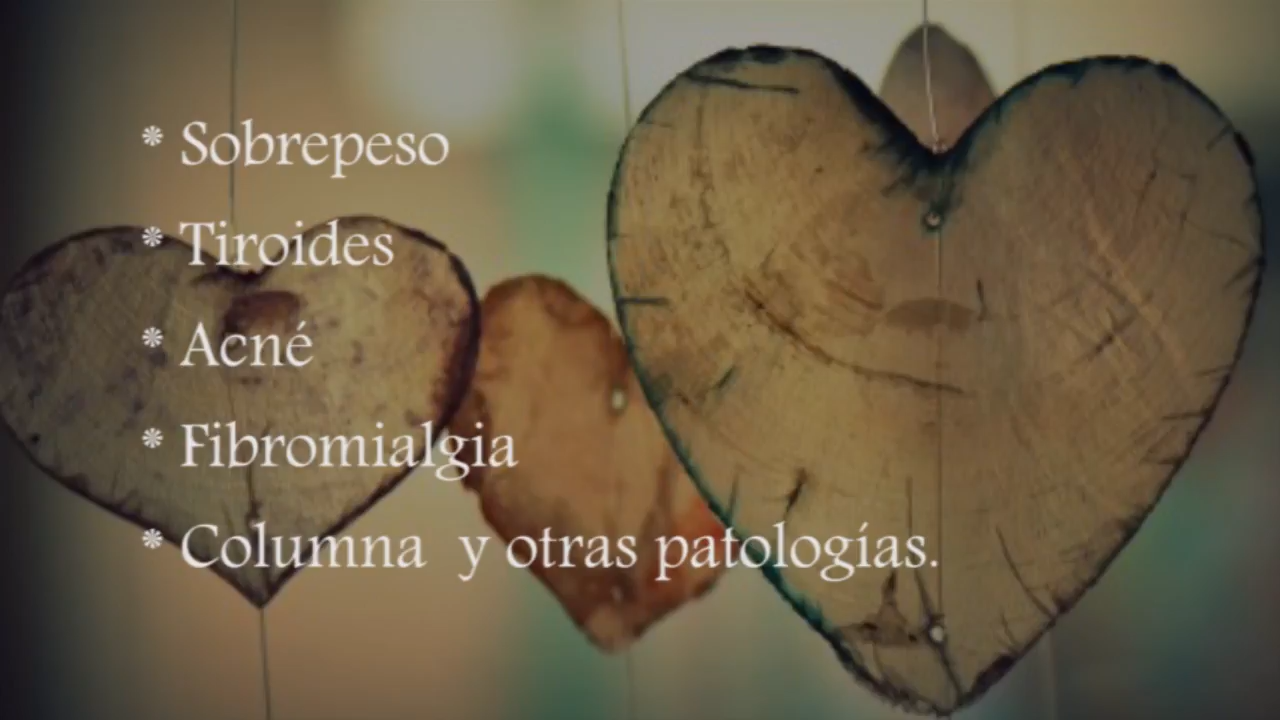 * Sobrepeso
* Tiroides
* Acné
* Fibromialgia
* Columna y otras patologías.